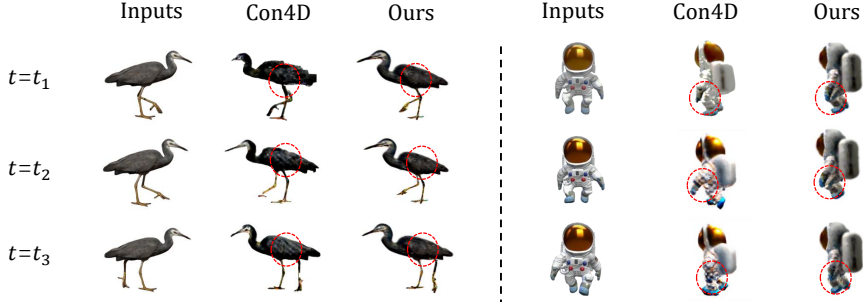 Inputs Con4D Ours Inputs Con4D Ours
t=t₁
t=t₂
t=t₃